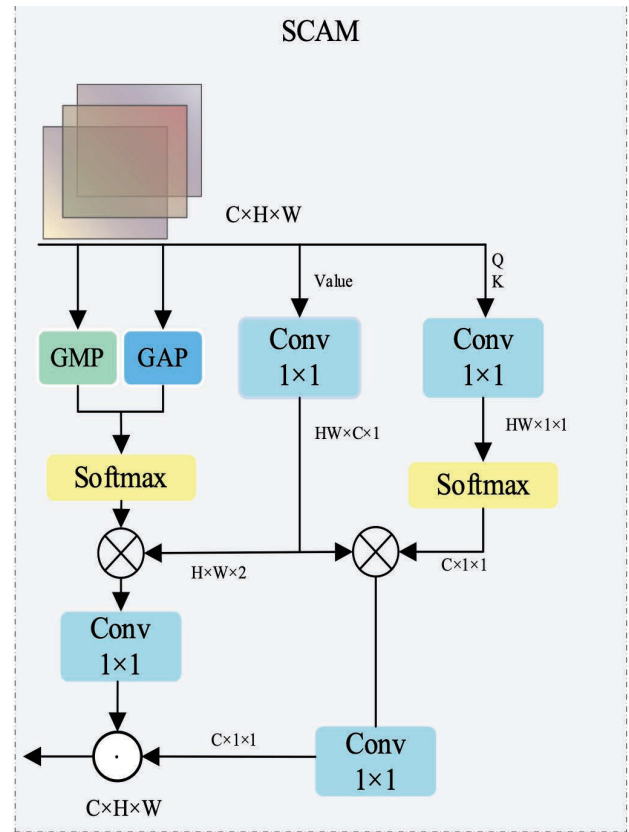 SCAM
C×H×W
Value
Q
K
GMP
GAP
Conv
1×1
Conv
1×1
HW×C×1
HW×1×1
Softmax
Softmax
H×W×2
C×1×1
Conv
1×1
C×1×1
Conv
1×1
C×H×W